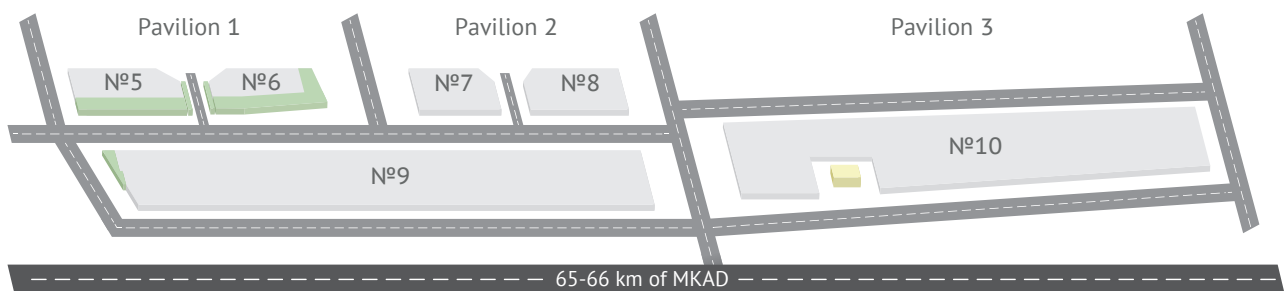 Pavilion 1
Pavilion 2
Pavilion 3
№5
№6
№7
№8
№9
№10
65-66 km of MKAD